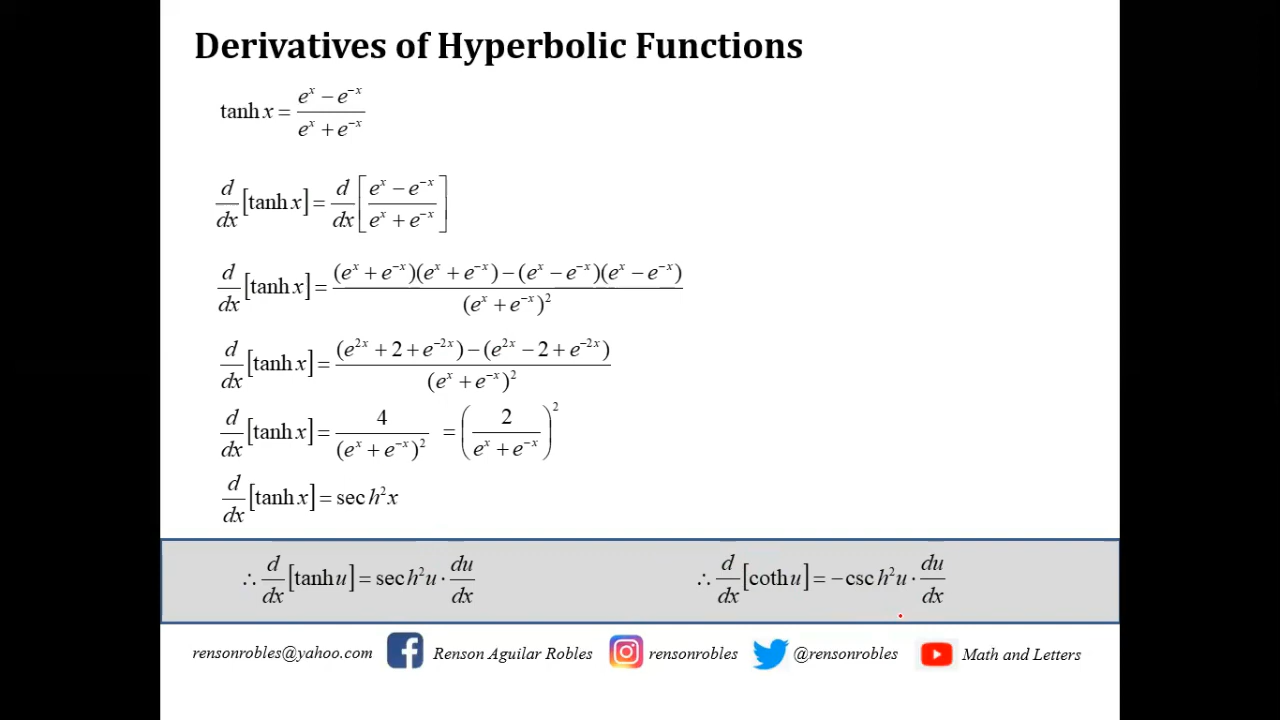 Derivatives of Hyperbolic Functions
tanh x = (e^x − e^{−x})/(e^x + e^{−x})
d/dx [tanh x] = d/dx [(e^x − e^{−x})/(e^x + e^{−x})]
d/dx [tanh x] = ((e^x + e^{−x})(e^x + e^{−x}) − (e^x − e^{−x})(e^x − e^{−x}))/(e^x + e^{−x})^2
d/dx [tanh x] = ((e^{2x} + 2 + e^{−2x}) − (e^{2x} − 2 + e^{−2x}))/(e^x + e^{−x})^2
d/dx [tanh x] = 4/(e^x + e^{−x})^2 = (2/(e^x + e^{−x}))^2
d/dx [tanh x] = sec h^2 x
∴ d/dx [tanh u] = sec h^2 u · du/dx
∴ d/dx [coth u] = −csc h^2 u · du/dx
rensonrobles@yahoo.com Renson Aguilar Robles rensonrobles @rensonrobles Math and Letters